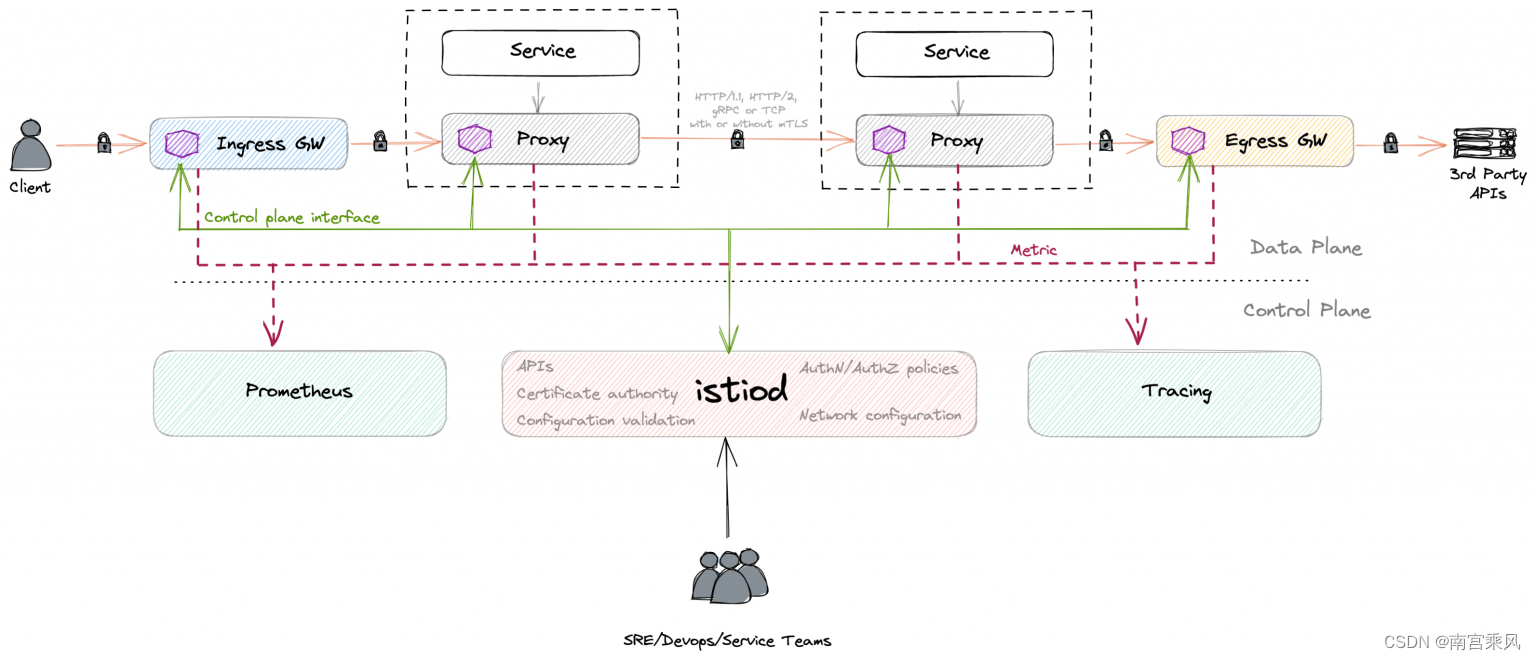 Service
Service
HTTP/1.1, HTTP/2,
gRPC or TCP
with or without mTLS
Ingress GW
Proxy
Proxy
Egress GW
Client
3rd Party
APIs
Control plane interface
Metric
Data Plane
Control Plane
Prometheus
APIs
Certificate authority
Configuration validation
istiod
AuthN/AuthZ policies
Network configuration
Tracing
SRE/Devops/Service Teams
CSDN @南宫乘风